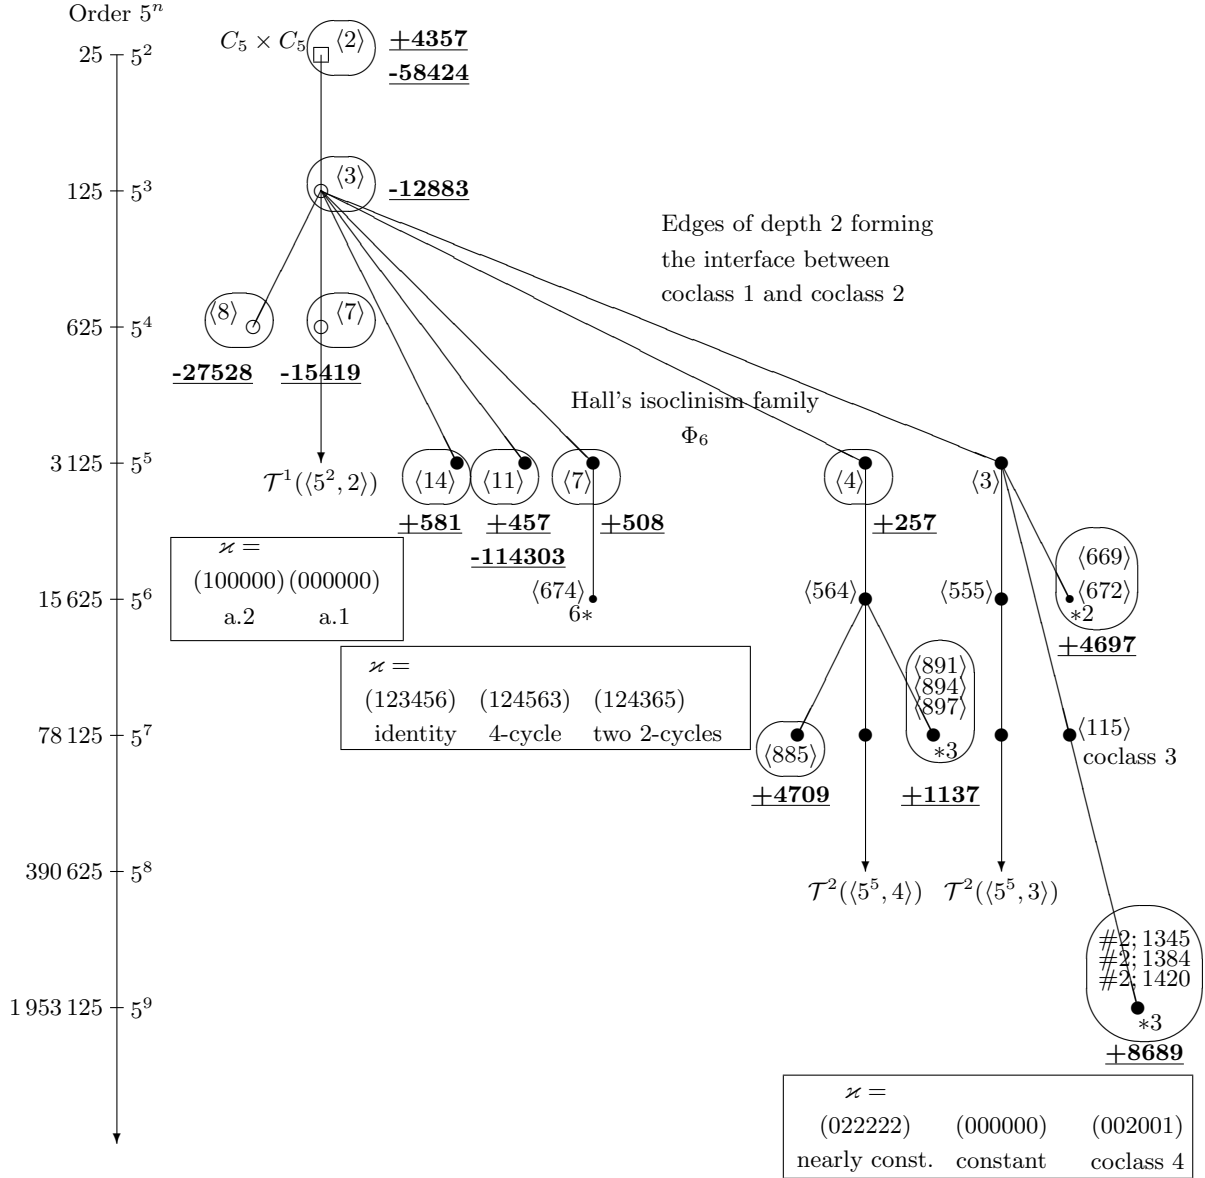 Order 5^n
25 5^2 C_5 × C_5 ⟨2⟩ +4357
-58424
125 5^3 ⟨3⟩ -12883
Edges of depth 2 forming
the interface between
coclass 1 and coclass 2
625 5^4 ⟨8⟩ ⟨7⟩
-27528 -15419
Hall's isoclinism family
Φ_6
3 125 5^5 𝒯^1(⟨5^2, 2⟩) ⟨14⟩ ⟨11⟩ ⟨7⟩ ⟨4⟩ ⟨3⟩
+581 +457 +508 +257
-114303
ϰ =
(100000) (000000)
a.2 a.1
⟨669⟩
15 625 5^6 ⟨674⟩ ⟨564⟩ ⟨555⟩ ⟨672⟩
6∗ ∗2
+4697
ϰ =
(123456) (124563) (124365)
identity 4-cycle two 2-cycles
⟨891⟩
⟨894⟩
⟨897⟩
78 125 5^7 ⟨885⟩ ∗3 ⟨115⟩
coclass 3
+4709 +1137
390 625 5^8 𝒯^2(⟨5^5, 4⟩) 𝒯^2(⟨5^5, 3⟩)
#2; 1345
#2; 1384
#2; 1420
1 953 125 5^9 ∗3
+8689
ϰ =
(022222) (000000) (002001)
nearly const. constant coclass 4